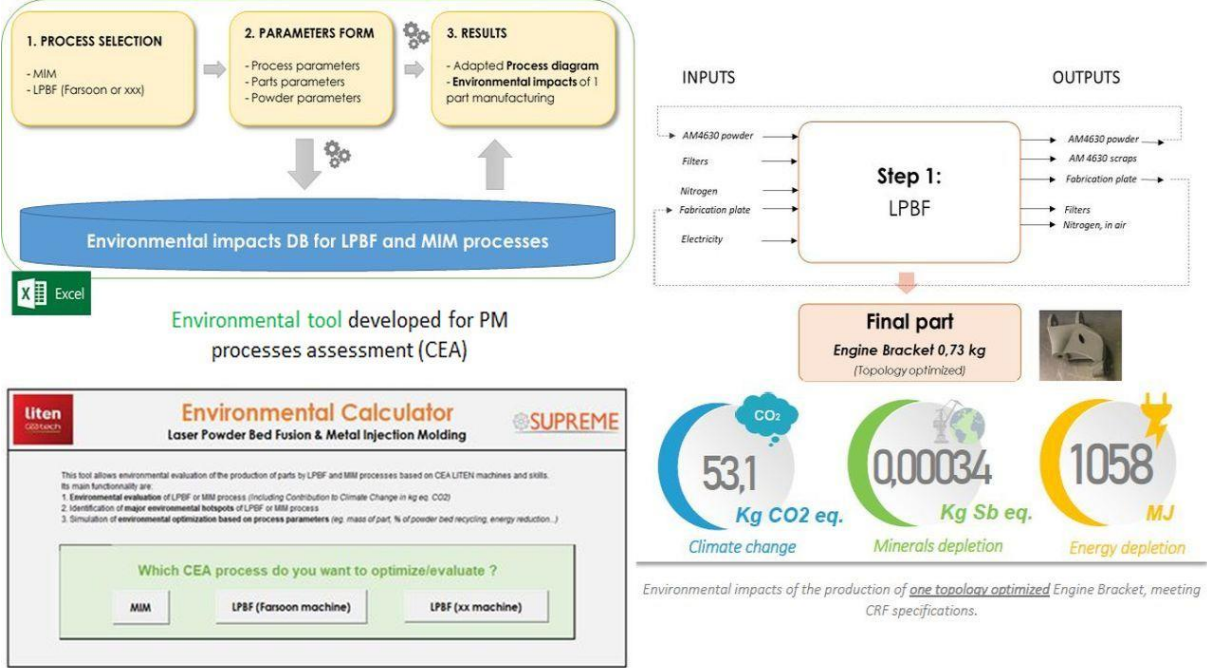 1. PROCESS SELECTION
- MIM
- LPBF (Farsoon or xxx)
2. PARAMETERS FORM
- Process parameters
- Parts parameters
- Powder parameters
3. RESULTS
- Adapted Process diagram
- Environmental impacts of 1
part manufacturing
Environmental impacts DB for LPBF and MIM processes
Excel
Environmental tool developed for PM
processes assessment (CEA)
liten
Environmental Calculator
Laser Powder Bed Fusion & Metal Injection Molding
SUPREME
This tool allows environmental evaluation of the production of parts by LPBF and MIM processes based on CEA LITEN machines and skills.
Its main functionnality are:
1. Environmental evaluation of LPBF or MIM process (Including Contribution to Climate Change in kg eq. CO2)
2. Identification of major environmental hotspots of LPBF or MIM process
3. Simulation of environmental optimization based on process parameters (eg. mass of part, % of powder bed recycling, energy reduction...)
Which CEA process do you want to optimize/evaluate ?
MIM
LPBF (Farsoon machine)
LPBF (xx machine)
INPUTS
OUTPUTS
AM4630 powder
Filters
Nitrogen
Fabrication plate
Electricity
Step 1:
LPBF
AM4630 powder
AM 4630 scraps
Fabrication plate
Filters
Nitrogen, in air
Final part
Engine Bracket 0,73 kg
(Topology optimized)
CO2
53,1
Kg CO2 eq.
Climate change
0,00034
Kg Sb eq.
Minerals depletion
1058
MJ
Energy depletion
Environmental impacts of the production of one topology optimized Engine Bracket, meeting
CRF specifications.